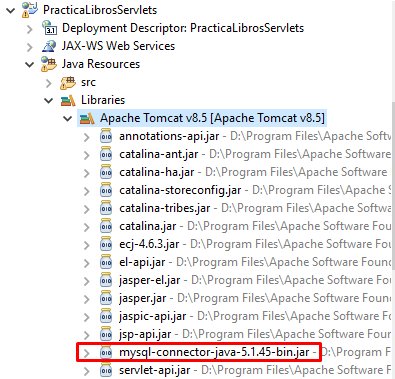 PracticaLibrosServlets
Deployment Descriptor: PracticaLibrosServlets
JAX-WS Web Services
Java Resources
src
Libraries
Apache Tomcat v8.5 [Apache Tomcat v8.5]
annotations-api.jar - D:\Program Files\Apache Softw
catalina-ant.jar - D:\Program Files\Apache Software
catalina-ha.jar - D:\Program Files\Apache Software
catalina-storeconfig.jar - D:\Program Files\Apache
catalina-tribes.jar - D:\Program Files\Apache Softwa
catalina.jar - D:\Program Files\Apache Software Fou
ecj-4.6.3.jar - D:\Program Files\Apache Software Fo
el-api.jar - D:\Program Files\Apache Software Foun
jasper-el.jar - D:\Program Files\Apache Software Fo
jasper.jar - D:\Program Files\Apache Software Foun
jaspic-api.jar - D:\Program Files\Apache Software F
jsp-api.jar - D:\Program Files\Apache Software Fou
mysql-connector-java-5.1.45-bin.jar - D:\Program F
servlet-api.jar - D:\Program Files\Apache Software